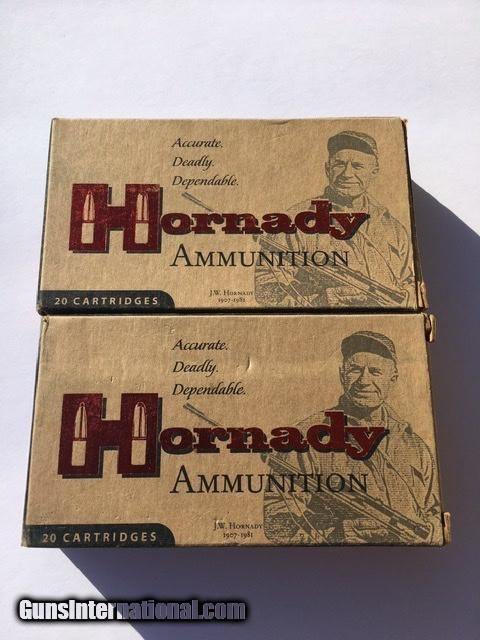 Accurate.
Deadly.
Dependable.
Hornady
AMMUNITION
J.W. HORNADY
1907-1981
20 CARTRIDGES
Accurate.
Deadly.
Dependable.
Hornady
AMMUNITION
J.W. HORNADY
1907-1981
20 CARTRIDGES
GunsInternational.com